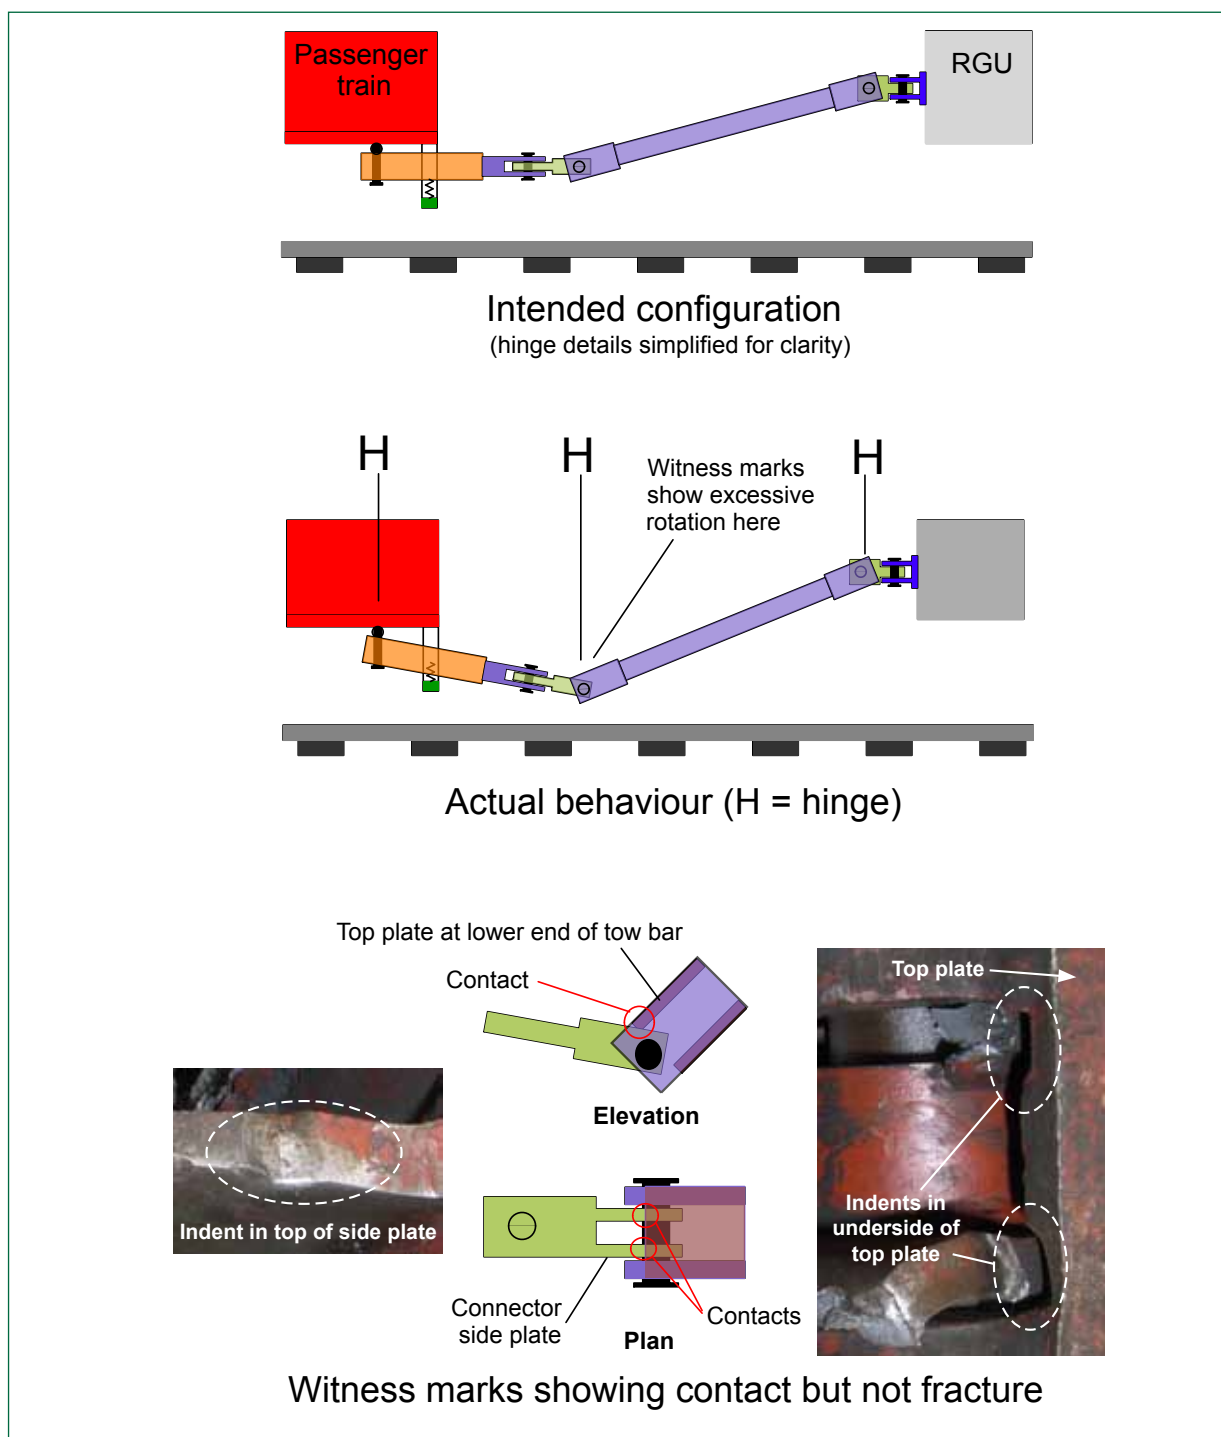 Passenger
train
RGU
Intended configuration
(hinge details simplified for clarity)
H
H
H
Witness marks
show excessive
rotation here
Actual behaviour (H = hinge)
Top plate at lower end of tow bar
Contact
Elevation
Top plate
Indent in top of side plate
Indents in
underside of
top plate
Connector
side plate
Contacts
Plan
Witness marks showing contact but not fracture